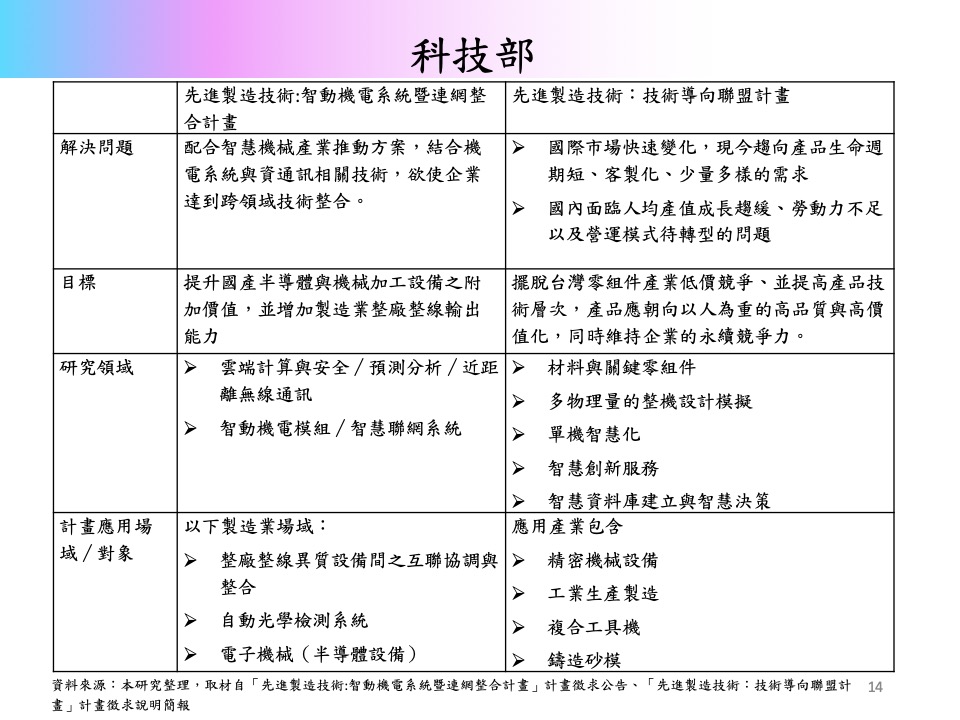 科技部
先進製造技術:智動機電系統暨連網整
合計畫
先進製造技術：技術導向聯盟計畫
解決問題
配合智慧機械產業推動方案，結合機
電系統與資通訊相關技術，欲使企業
達到跨領域技術整合。
➢ 國際市場快速變化，現今趨向產品生命週
期短、客製化、少量多樣的需求
➢ 國內面臨人均產值成長趨緩、勞動力不足
以及營運模式待轉型的問題
目標
提升國產半導體與機械加工設備之附
加價值，並增加製造業整廠整線輸出
能力
擺脫台灣零組件產業低價競爭、並提高產品技
術層次，產品應朝向以人為重的高品質與高價
值化，同時維持企業的永續競爭力。
研究領域
➢ 雲端計算與安全／預測分析／近距
離無線通訊
➢ 智動機電模組／智慧聯網系統
➢ 材料與關鍵零組件
➢ 多物理量的整機設計模擬
➢ 單機智慧化
➢ 智慧創新服務
➢ 智慧資料庫建立與智慧決策
計畫應用場
域／對象
以下製造業場域：
➢ 整廠整線異質設備間之互聯協調與
整合
➢ 自動光學檢測系統
➢ 電子機械（半導體設備）
應用產業包含
➢ 精密機械設備
➢ 工業生產製造
➢ 複合工具機
➢ 鑄造砂模
資料來源：本研究整理，取材自「先進製造技術:智動機電系統暨連網整合計畫」計畫徵求公告、「先進製造技術：技術導向聯盟計
畫」計畫徵求說明簡報
14